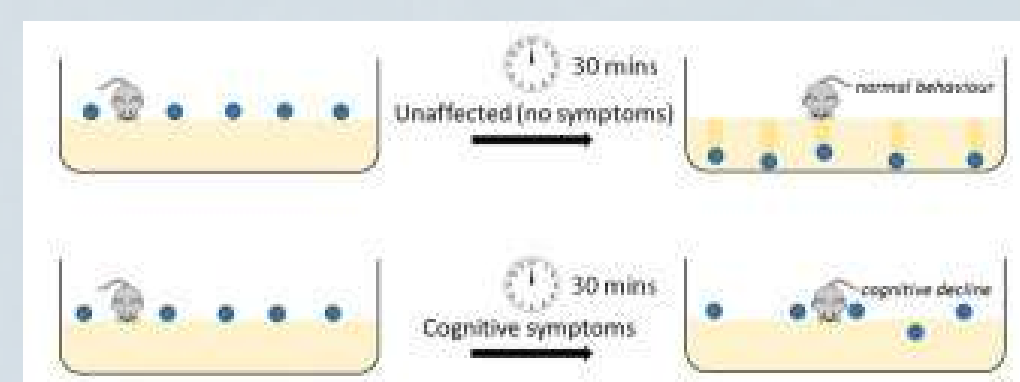 30 mins
Unaffected (no symptoms)
normal behaviour
30 mins
Cognitive symptoms
cognitive decline